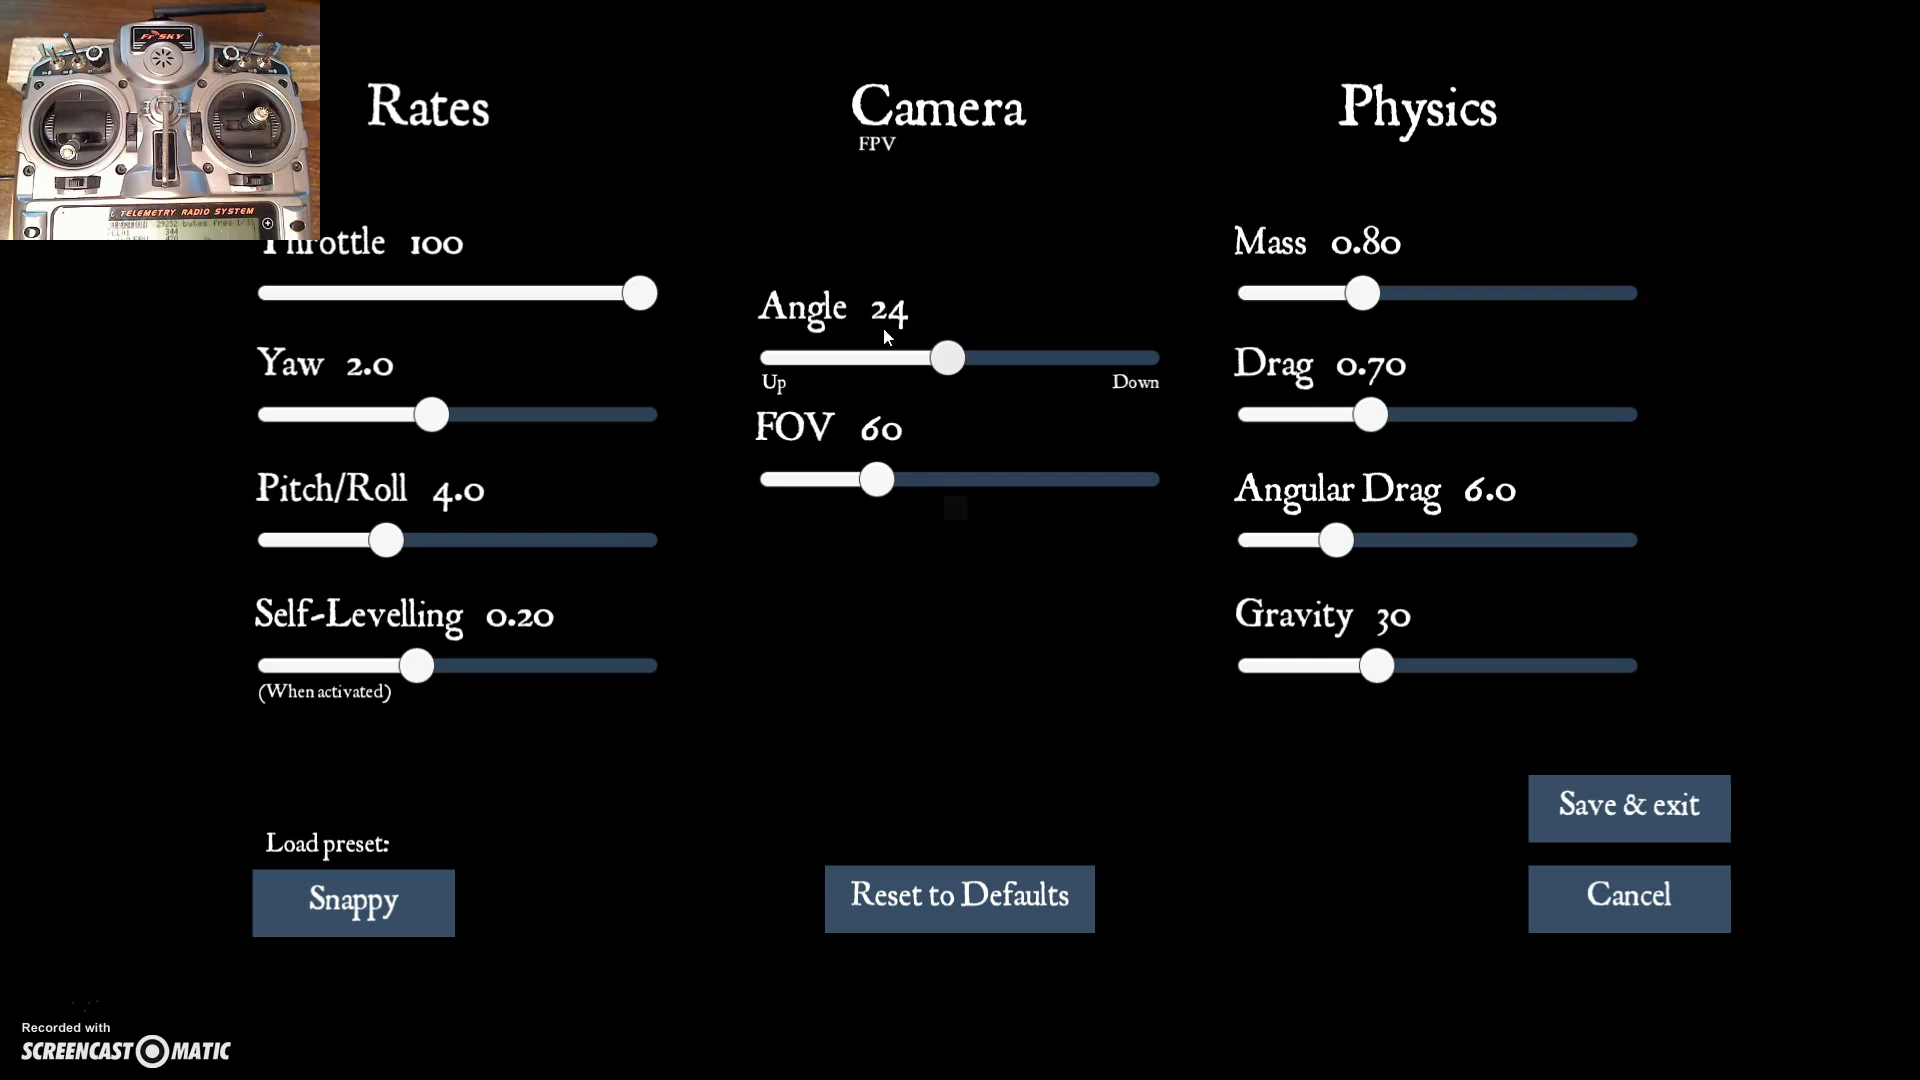 FrSKY
TELEMETRY RADIO SYSTEM
Rates
Camera
FPV
Physics
Throttle 100
Yaw 2.0
Pitch/Roll 4.0
Self-Levelling 0.20
(When activated)
Angle 24
Up
Down
FOV 60
Mass 0.80
Drag 0.70
Angular Drag 6.0
Gravity 30
Load preset:
Snappy
Reset to Defaults
Save & exit
Cancel
Recorded with
SCREENCAST MATIC